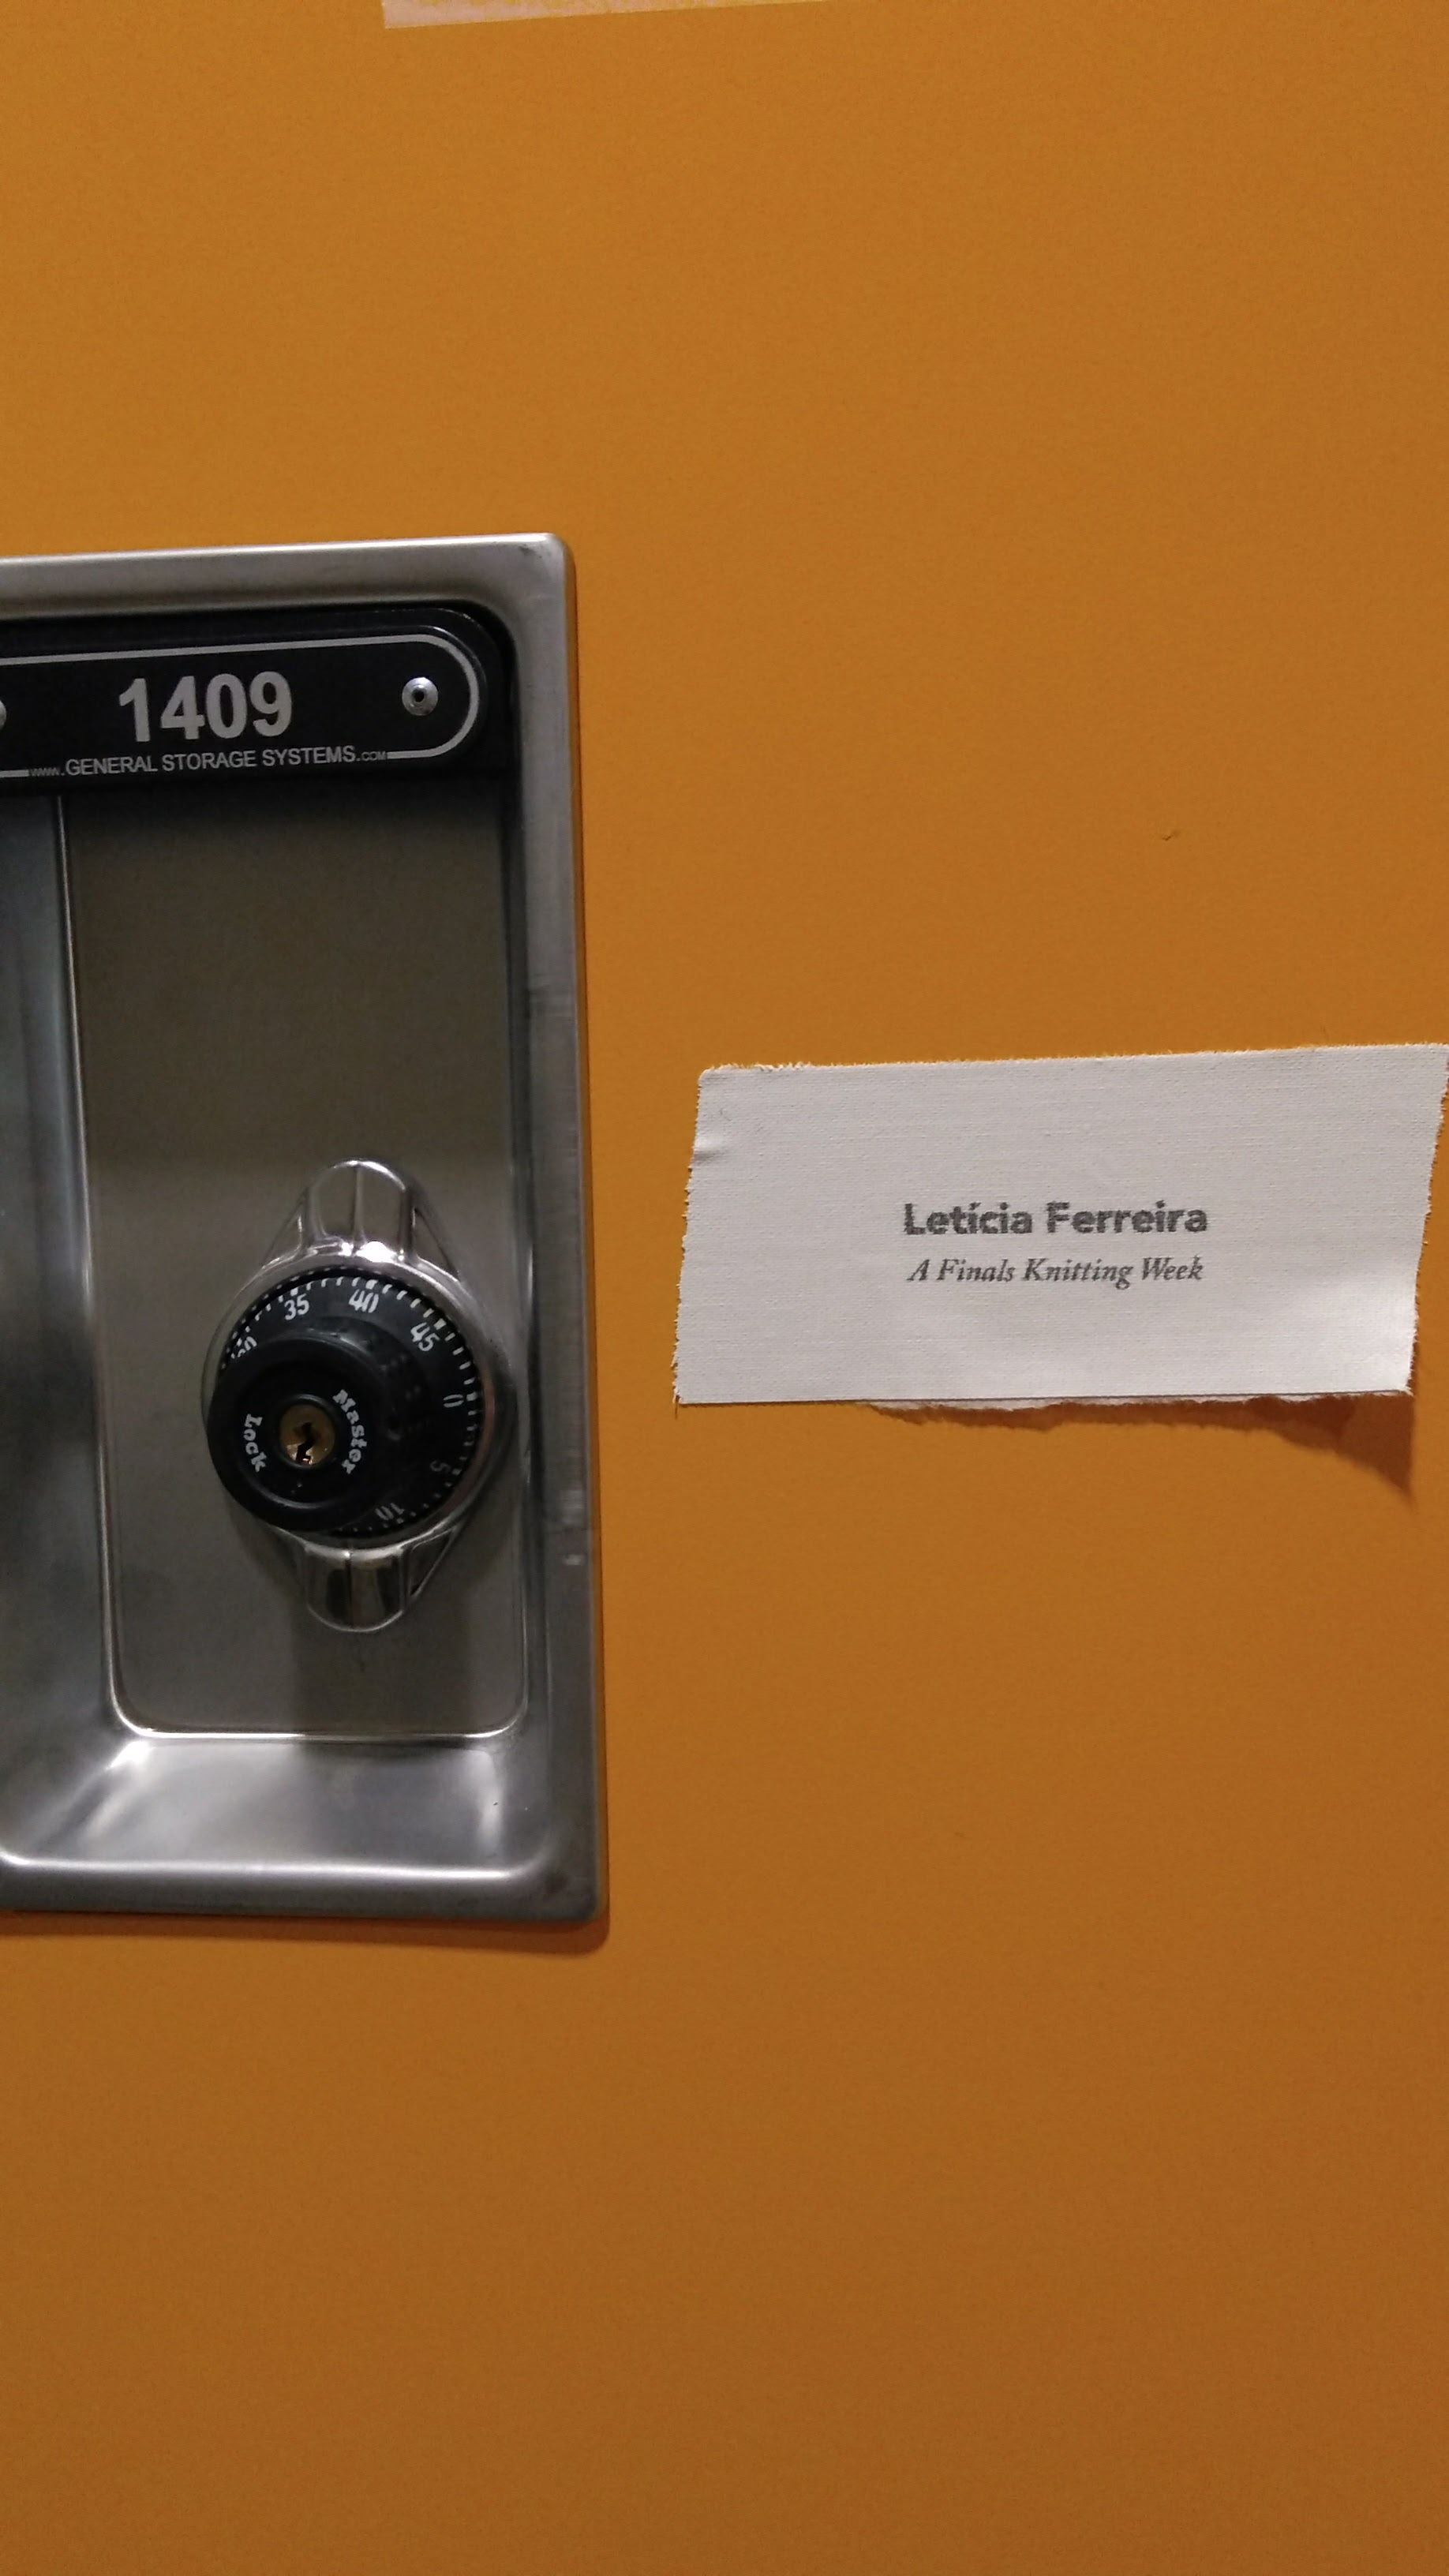 1409
www.GENERAL STORAGE SYSTEMS.COM
Letícia Ferreira
A Finals Knitting Week
35
40
45
0
5
10
Master
Lock